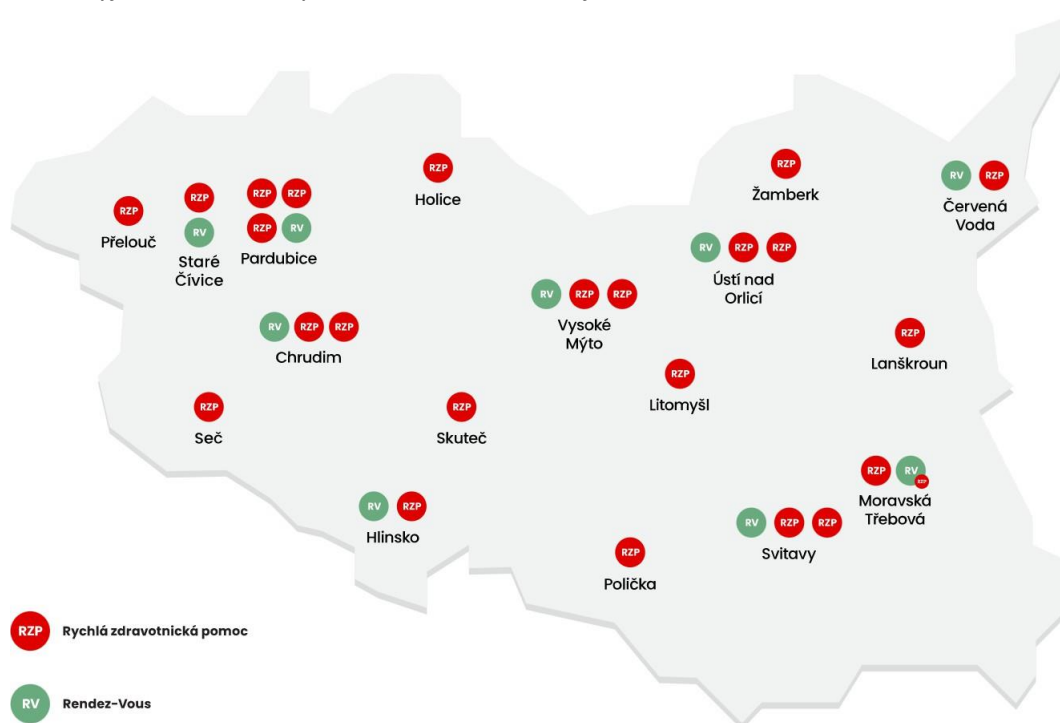 RZP
Žamberk
RZP
Holice
RV RZP
Červená
Voda
RZP
Přelouč
RZP
RV
Staré
Čívice
RZP RZP
RZP RV
Pardubice
RV RZP RZP
Ústí nad
Orlicí
RV RZP RZP
Vysoké
Mýto
RV RZP RZP
Chrudim
RZP
Lanškroun
RZP
Litomyšl
RZP
Seč
RZP
Skuteč
RZP RV RZP
Moravská
Třebová
RV RZP
Hlinsko
RV RZP RZP
Svitavy
RZP
Polička
RZP Rychlá zdravotnická pomoc
RV Rendez-Vous